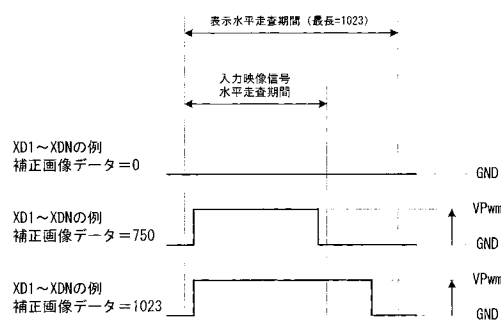 表示水平走査期間 (最長=1023)
入力映像信号
水平走査期間
XD1～XDNの例
補正画像データ=0
GND
XD1～XDNの例
補正画像データ=750
VPwm
GND
XD1～XDNの例
補正画像データ=1023
VPwm
GND